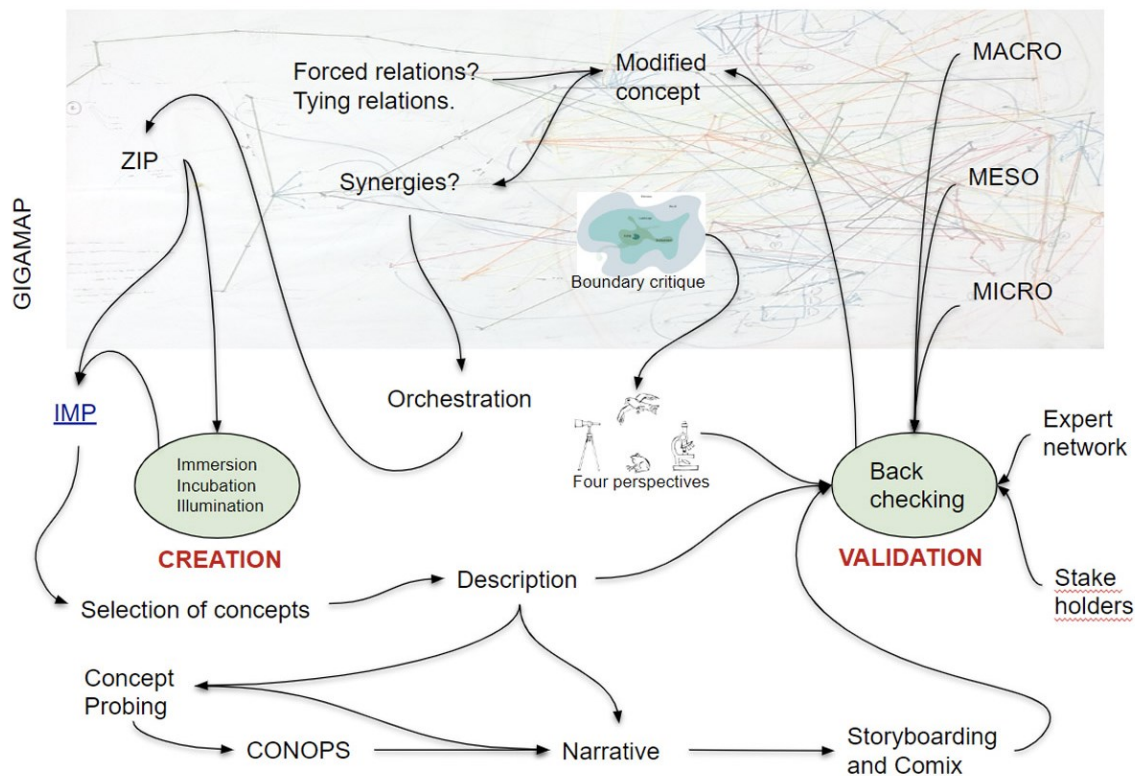 Forced relations?
Tying relations.
Modified
concept
MACRO
ZIP
Synergies?
MESO
GIGAMAP
Boundary critique
MICRO
IMP
Orchestration
Expert
network
Immersion
Incubation
Illumination
Four perspectives
Back
checking
CREATION
VALIDATION
Description
Selection of concepts
Stake
holders
Concept
Probing
CONOPS
Narrative
Storyboarding
and Comix